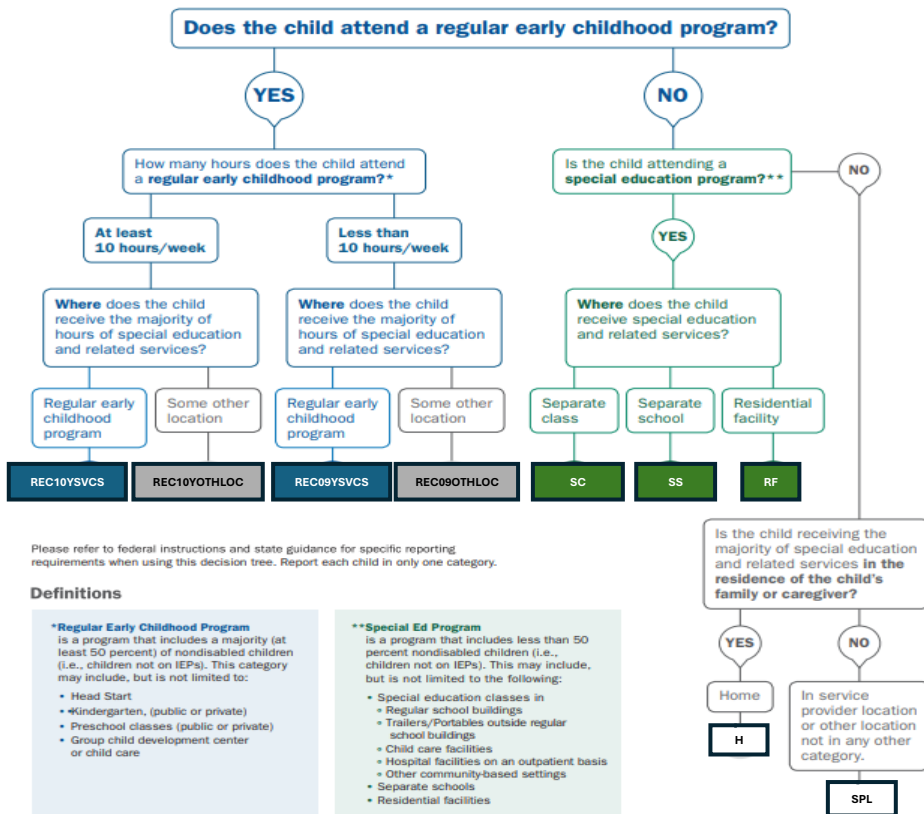 Does the child attend a regular early childhood program?
YES
NO
How many hours does the child attend
a regular early childhood program?*
Is the child attending a
special education program?**
NO
At least
10 hours/week
Less than
10 hours/week
YES
Where does the child
receive the majority of
hours of special education
and related services?
Where does the child
receive the majority of
hours of special education
and related services?
Where does the child
receive special education
and related services?
Regular early
childhood
program
Some other
location
Regular early
childhood
program
Some other
location
Separate
class
Separate
school
Residential
facility
REC10YSVCS
REC10YOTHLOC
REC09YSVCS
REC09OTHLOC
SC
SS
RF
Is the child receiving the
majority of special education
and related services in the
residence of the child's
family or caregiver?
YES
NO
Home
In service
provider location
or other location
not in any other
category.
H
SPL
Please refer to federal instructions and state guidance for specific reporting
requirements when using this decision tree. Report each child in only one category.
Definitions
*Regular Early Childhood Program
is a program that includes a majority (at
least 50 percent) of nondisabled children
(i.e., children not on IEPs). This category
may include, but is not limited to:
• Head Start
• Kindergarten, (public or private)
• Preschool classes (public or private)
• Group child development center
or child care
**Special Ed Program
is a program that includes less than 50
percent nondisabled children (i.e.,
children not on IEPs). This may include,
but is not limited to the following:
• Special education classes in
• Regular school buildings
• Trailers/Portables outside regular
school buildings
• Child care facilities
• Hospital facilities on an outpatient basis
• Other community-based settings
• Separate schools
• Residential facilities